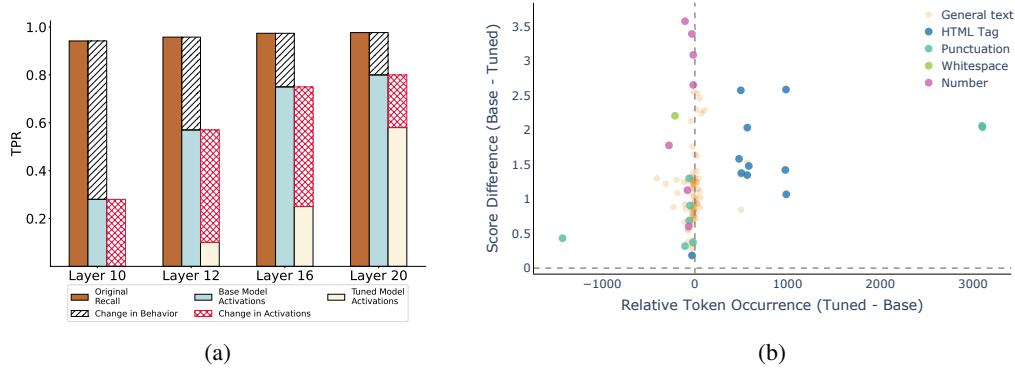 1.0
0.8
0.6
0.4
0.2
TPR
Layer 10
Layer 12
Layer 16
Layer 20
Original
Recall
Base Model
Activations
Tuned Model
Activations
Change in Behavior
Change in Activations
(a)
3.5
3
2.5
2
1.5
1
0.5
0
Score Difference (Base - Tuned)
−1000
0
1000
2000
3000
Relative Token Occurrence (Tuned - Base)
General text
HTML Tag
Punctuation
Whitespace
Number
(b)